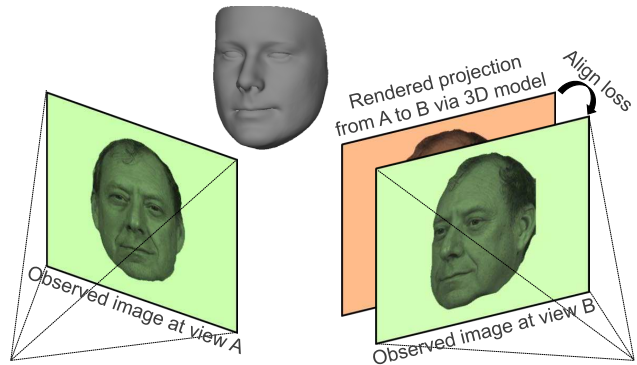 Rendered projection
from A to B via 3D model
Align loss
Observed image at view A
Observed image at view B